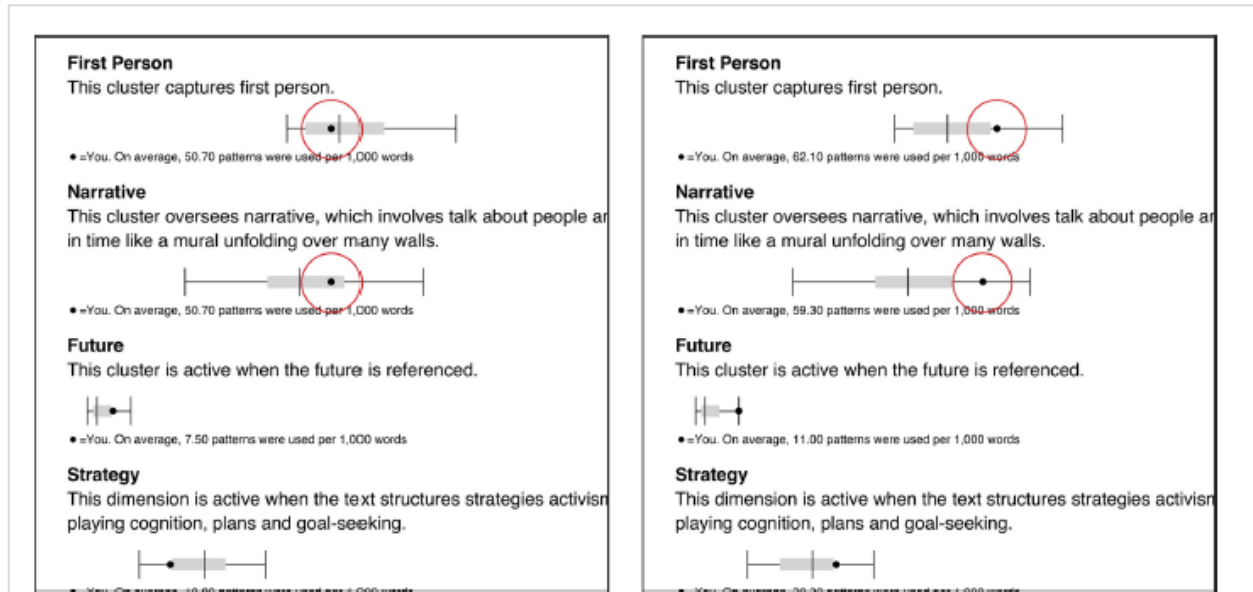 First Person
This cluster captures first person.
● =You. On average, 50.70 patterns were used per 1,000 words
Narrative
This cluster oversees narrative, which involves talk about people ar
in time like a mural unfolding over many walls.
● =You. On average, 50.70 patterns were used per 1,000 words
Future
This cluster is active when the future is referenced.
● =You. On average, 7.50 patterns were used per 1,000 words
Strategy
This dimension is active when the text structures strategies activism
playing cognition, plans and goal-seeking.
First Person
This cluster captures first person.
● =You. On average, 62.10 patterns were used per 1,000 words
Narrative
This cluster oversees narrative, which involves talk about people ar
in time like a mural unfolding over many walls.
● =You. On average, 59.30 patterns were used per 1,000 words
Future
This cluster is active when the future is referenced.
● =You. On average, 11.00 patterns were used per 1,000 words
Strategy
This dimension is active when the text structures strategies activism
playing cognition, plans and goal-seeking.